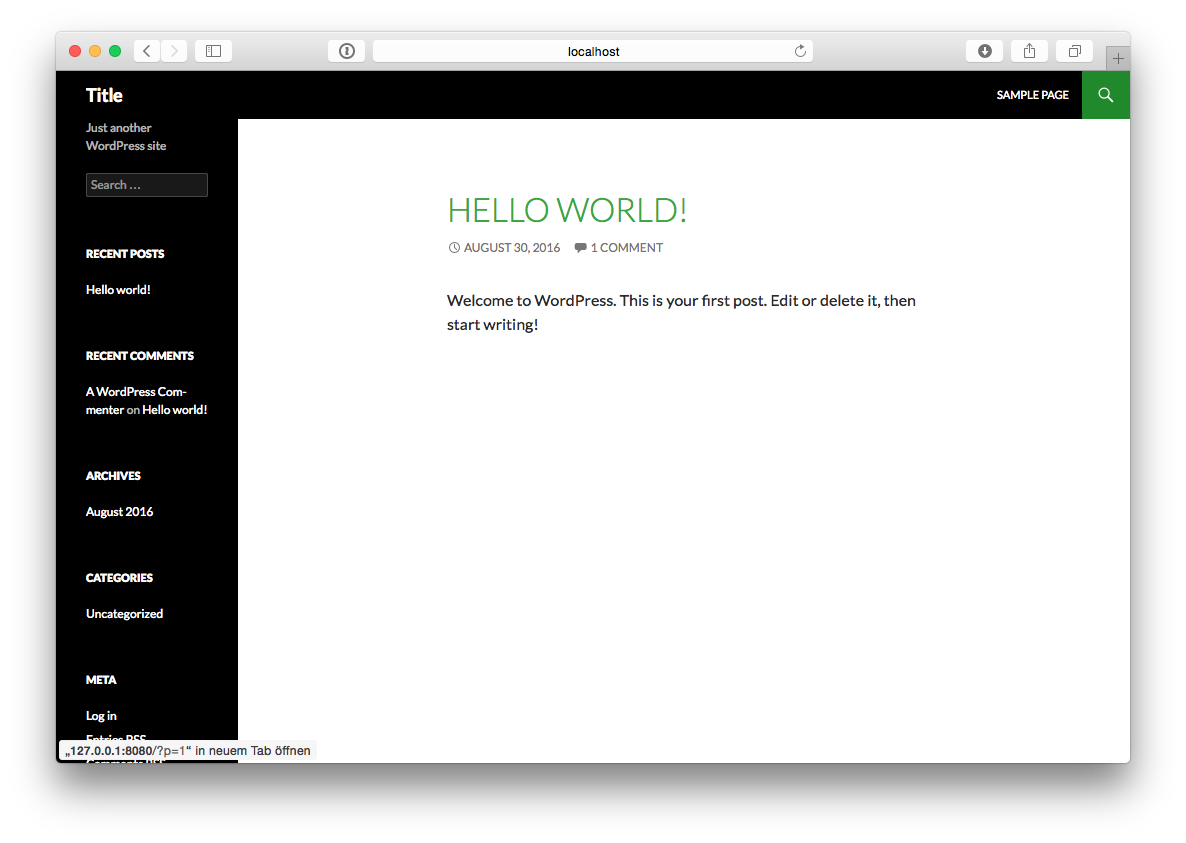 localhost
Title
SAMPLE PAGE
Just another
WordPress site
Search …
RECENT POSTS
Hello world!
RECENT COMMENTS
A WordPress Com-
menter on Hello world!
ARCHIVES
August 2016
CATEGORIES
Uncategorized
META
Log in
Entries RSS
Comments RSS
„127.0.0.1:8080/?p=1“ in neuem Tab öffnen
HELLO WORLD!
AUGUST 30, 2016 1 COMMENT
Welcome to WordPress. This is your first post. Edit or delete it, then
start writing!